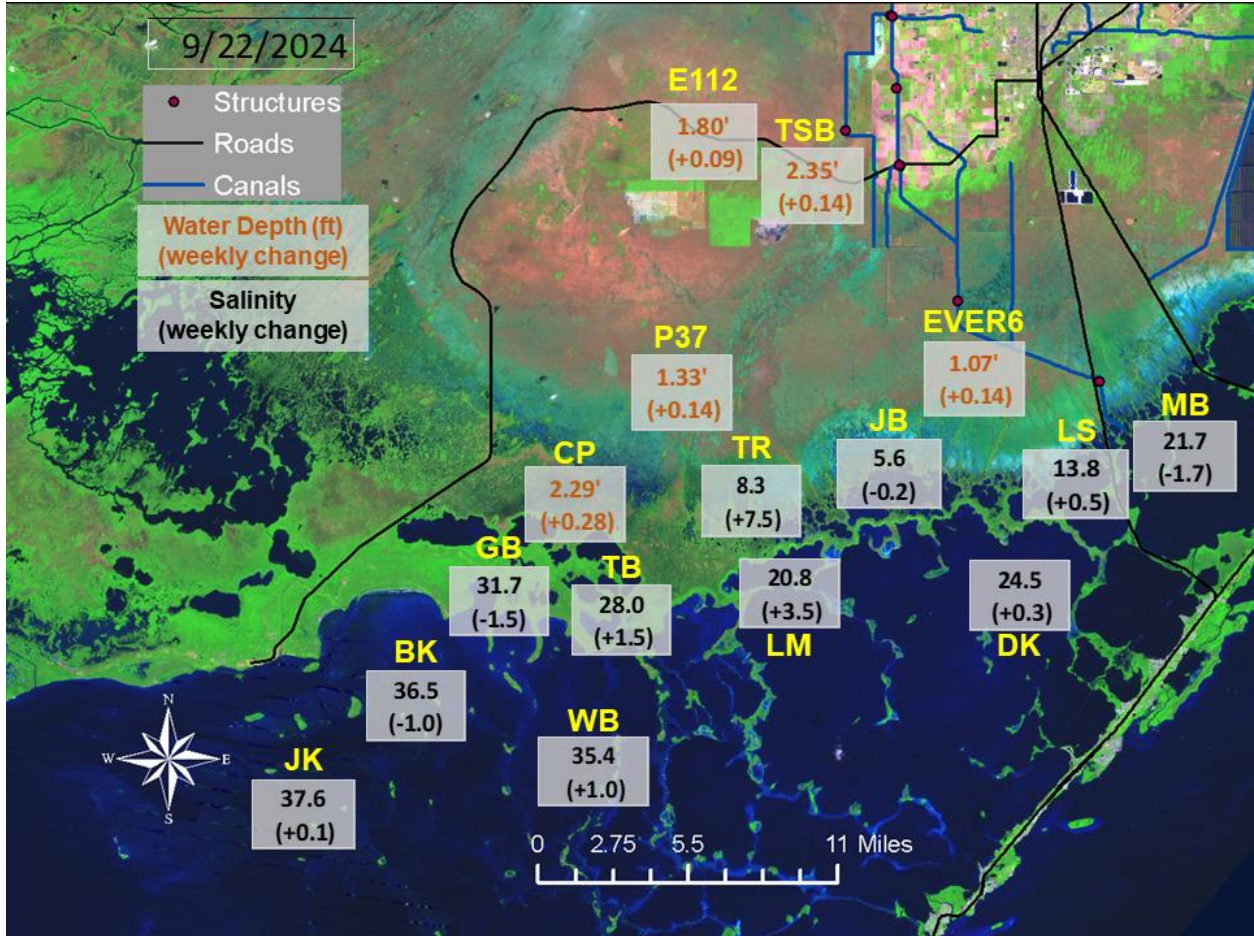 9/22/2024
Structures
Roads
Canals
Water Depth (ft)
(weekly change)
Salinity
(weekly change)
E112
1.80'
(+0.09)
TSB
2.35'
(+0.14)
P37
1.33'
(+0.14)
EVER6
1.07'
(+0.14)
CP
2.29'
(+0.28)
TR
8.3
(+7.5)
JB
5.6
(-0.2)
LS
13.8
(+0.5)
MB
21.7
(-1.7)
GB
31.7
(-1.5)
TB
28.0
(+1.5)
20.8
(+3.5)
LM
24.5
(+0.3)
DK
BK
36.5
(-1.0)
WB
35.4
(+1.0)
JK
37.6
(+0.1)
N
W E
S
0 2.75 5.5 11 Miles